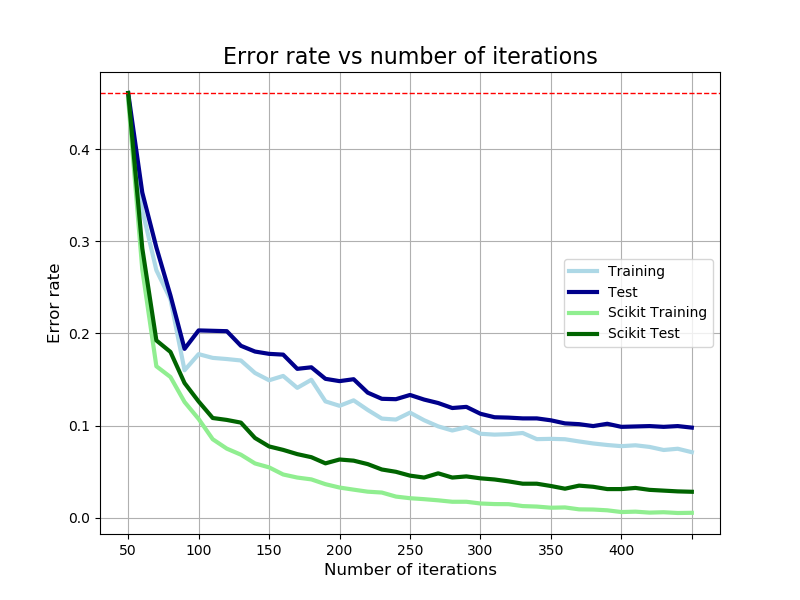 Error rate vs number of iterations
Error rate
0.4
0.3
0.2
0.1
0.0
Training
Test
Scikit Training
Scikit Test
50 100 150 200 250 300 350 400
Number of iterations